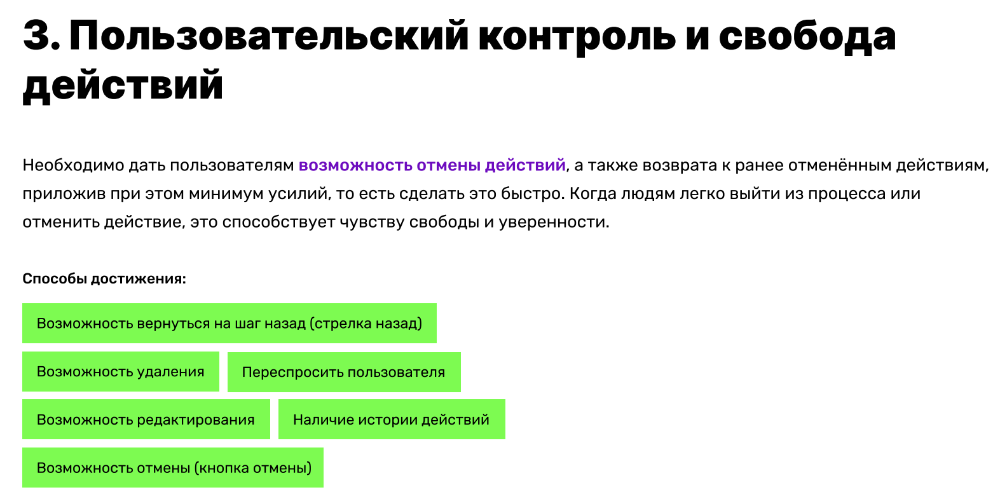 3. Пользовательский контроль и свобода
действий
Необходимо дать пользователям возможность отмены действий, а также возврата к ранее отменённым действиям,
приложив при этом минимум усилий, то есть сделать это быстро. Когда людям легко выйти из процесса или
отменить действие, это способствует чувству свободы и уверенности.
Способы достижения:
Возможность вернуться на шаг назад (стрелка назад)
Возможность удаления
Переспросить пользователя
Возможность редактирования
Наличие истории действий
Возможность отмены (кнопка отмены)